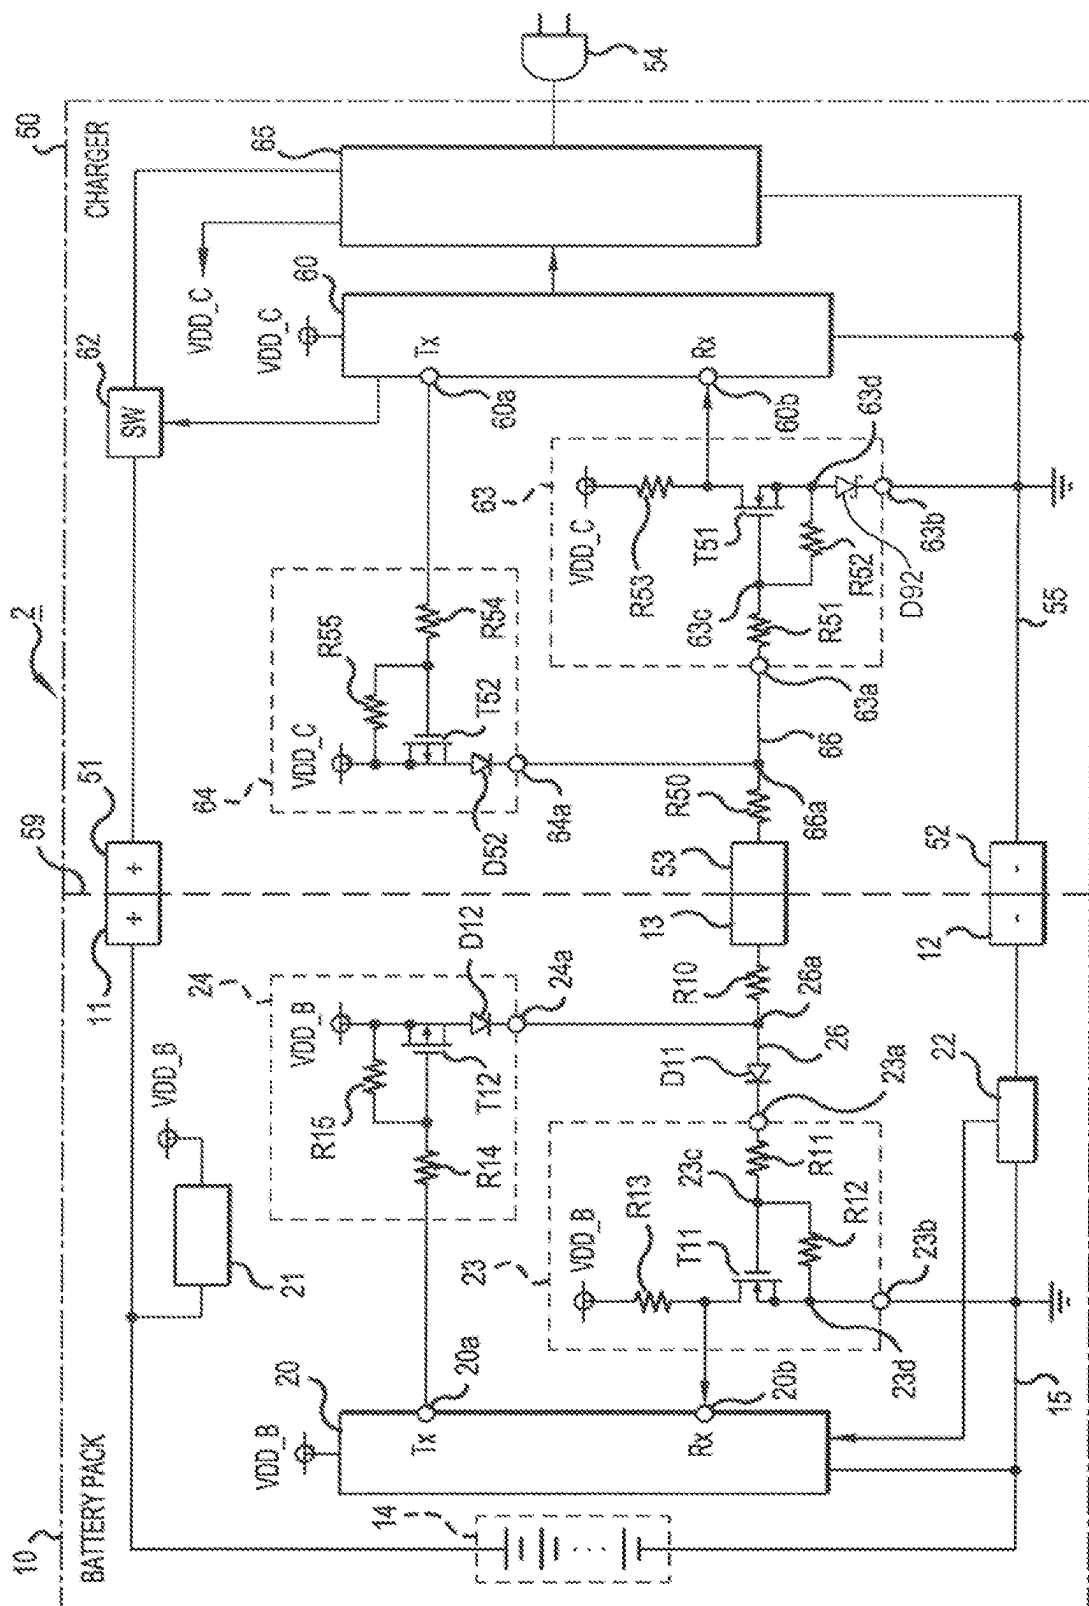 2
10
BATTERY PACK
50
CHARGER
59
11
+
+
51
62
SW
VDD_C
65
54
21
VDD_B
14
VDD_B
20
Tx
20a
Rx
20b
24
VDD_B
R15
R14
T12
D12
24a
23
VDD_B
R13
T11
23c
R11
R12
23a
23b
23d
D11
26
26a
R10
13
53
R50
66a
66
64
VDD_C
R55
R54
T52
D52
64a
63
VDD_C
R53
T51
63c
R51
R52
63a
63d
D92
63b
VDD_C
60
Tx
60a
Rx
60b
22
12
-
-
52
15
55